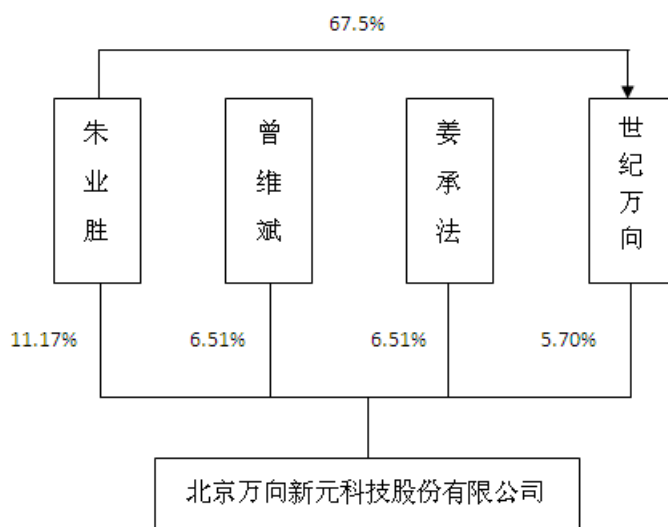 67.5%
朱业胜
曾维斌
姜承法
世纪万向
11.17%
6.51%
6.51%
5.70%
北京万向新元科技股份有限公司